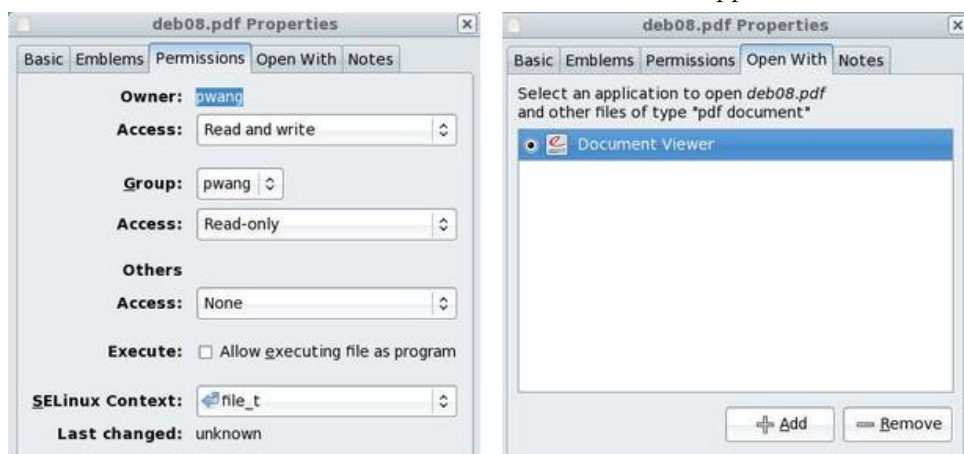 deb08.pdf Properties
Basic Emblems Permissions Open With Notes
Owner: pwang
Access: Read and write
Group: pwang
Access: Read-only
Others
Access: None
Execute: Allow executing file as program
SELinux Context: file_t
Last changed: unknown
deb08.pdf Properties
Basic Emblems Permissions Open With Notes
Select an application to open deb08.pdf
and other files of type "pdf document"
Document Viewer
Add Remove